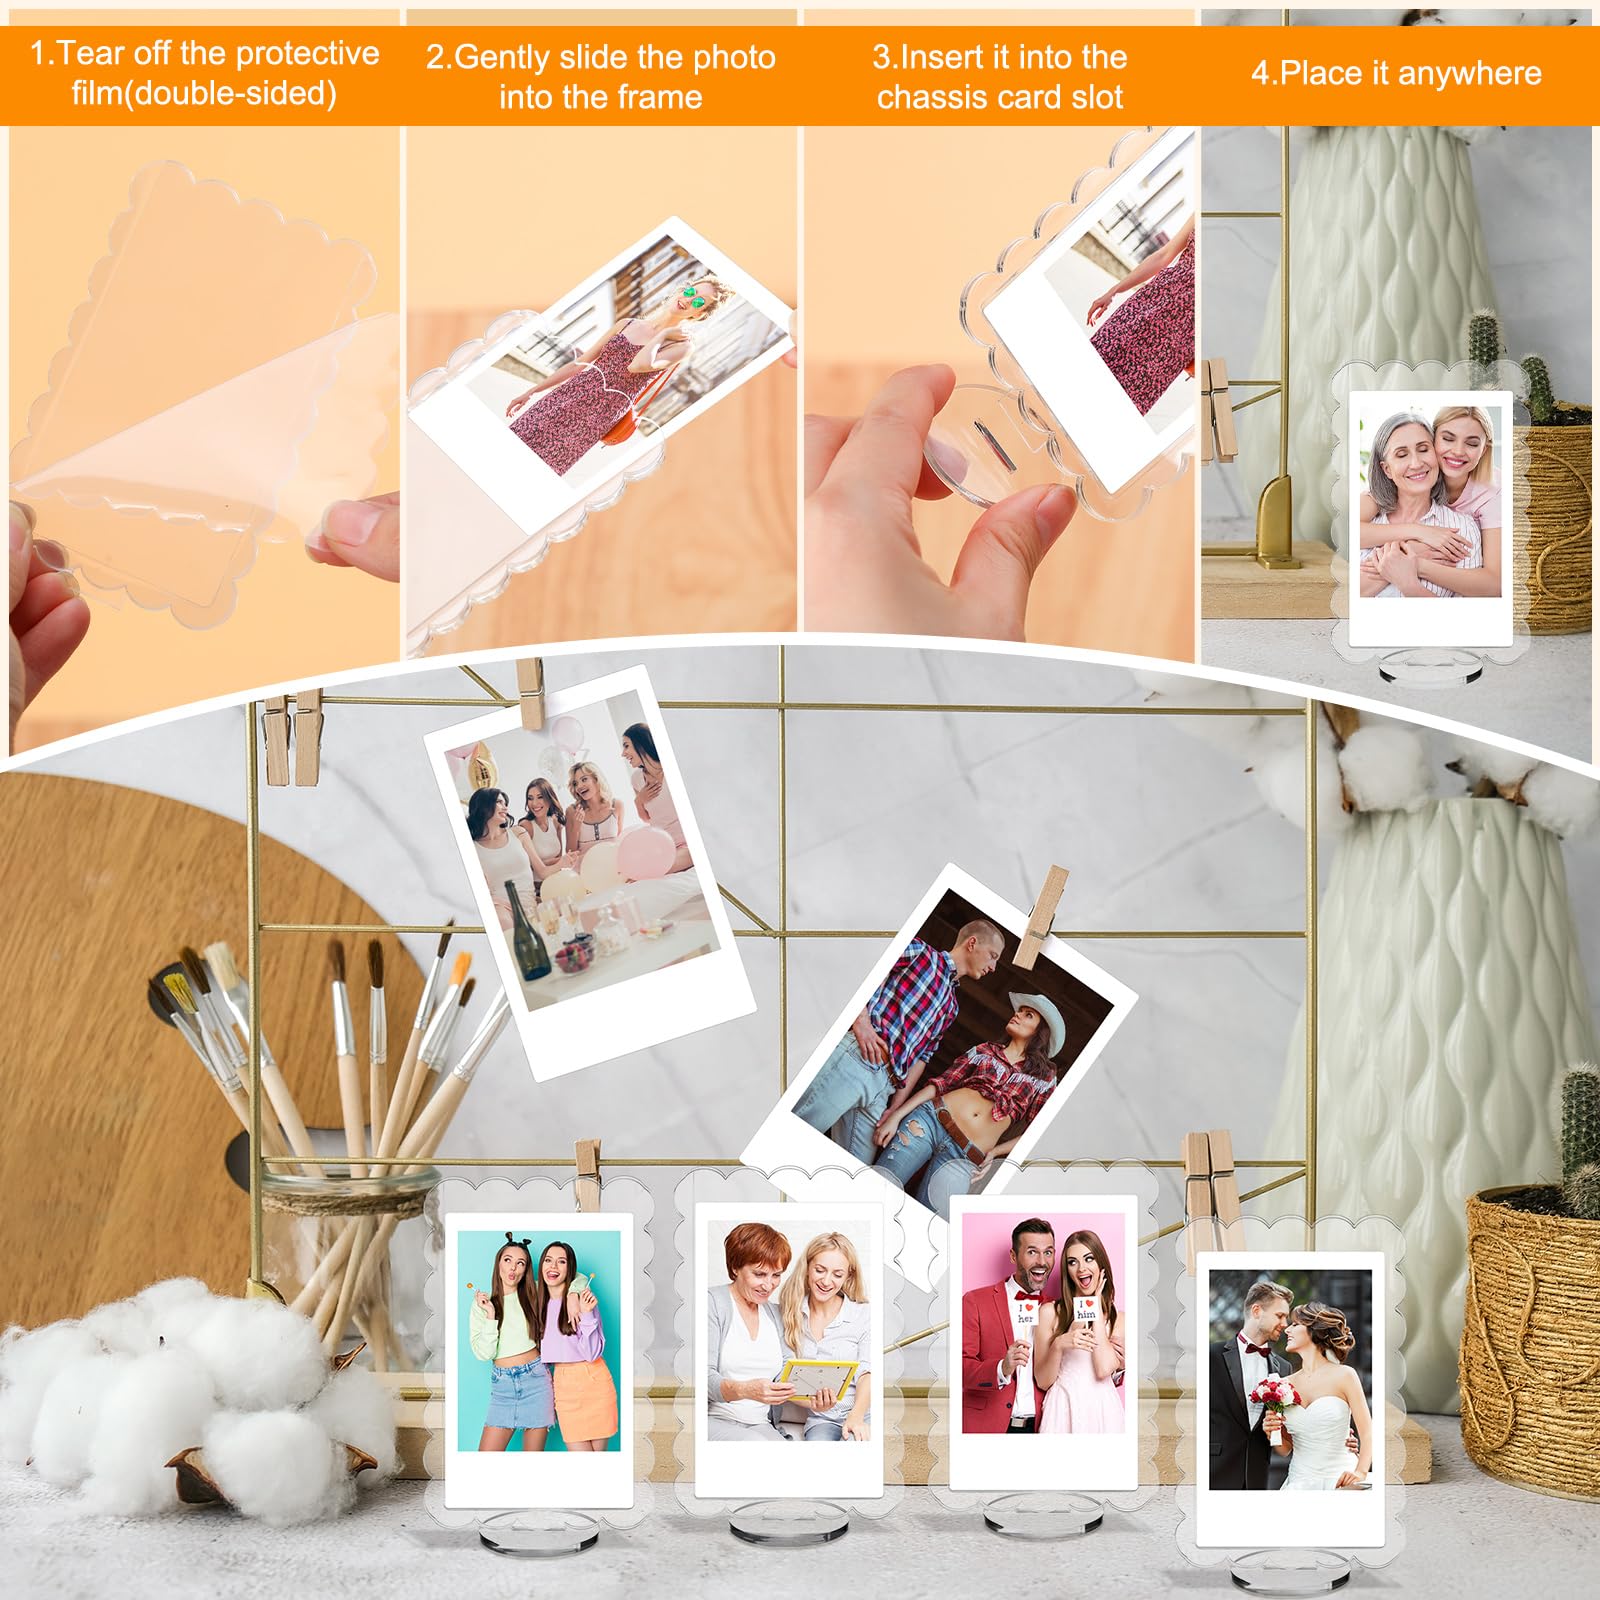 1.Tear off the protective
film(double-sided)
2.Gently slide the photo
into the frame
3.Insert it into the
chassis card slot
4.Place it anywhere
I ♥
her
I ♥
him